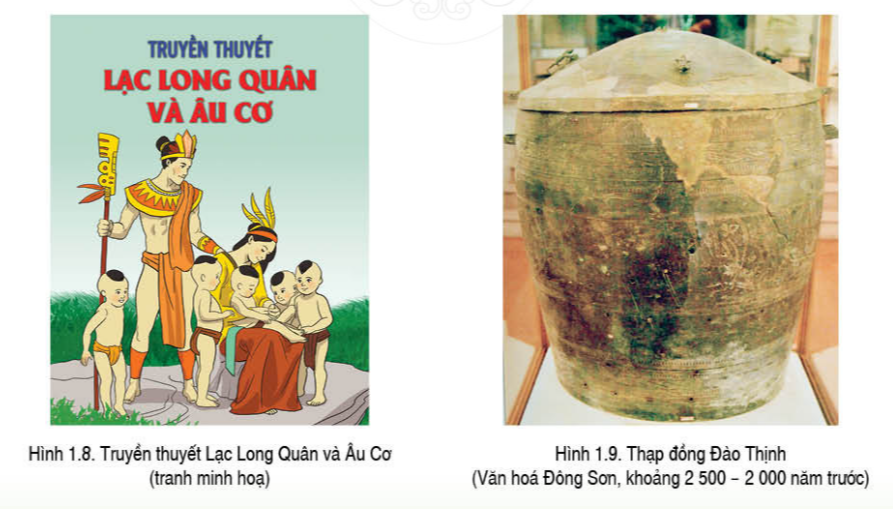 TRUYỀN THUYẾT
LẠC LONG QUÂN
VÀ ÂU CƠ
Hình 1.8. Truyền thuyết Lạc Long Quân và Âu Cơ
(tranh minh hoạ)
Hình 1.9. Thạp đồng Đào Thịnh
(Văn hoá Đông Sơn, khoảng 2 500 – 2 000 năm trước)